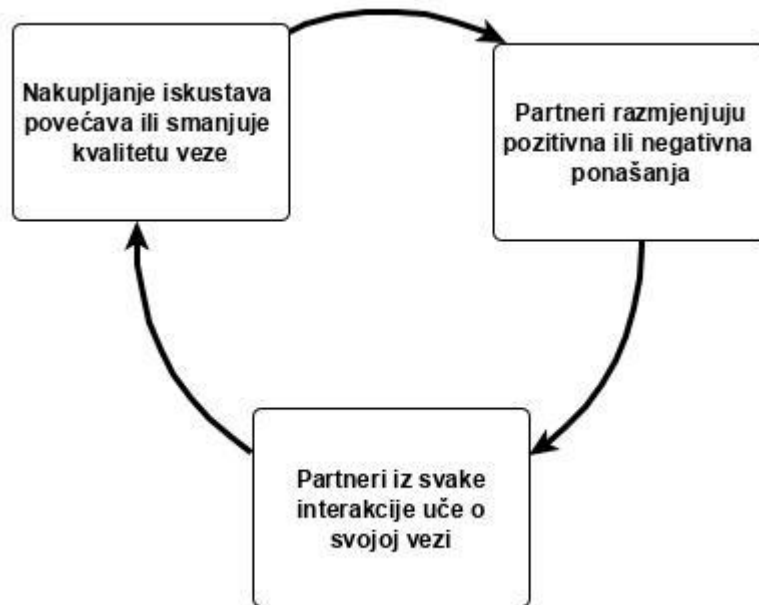 Nakupljanje iskustava
povećava ili smanjuje
kvalitetu veze
Partneri razmjenjuju
pozitivna ili negativna
ponašanja
Partneri iz svake
interakcije uče o
svojoj vezi